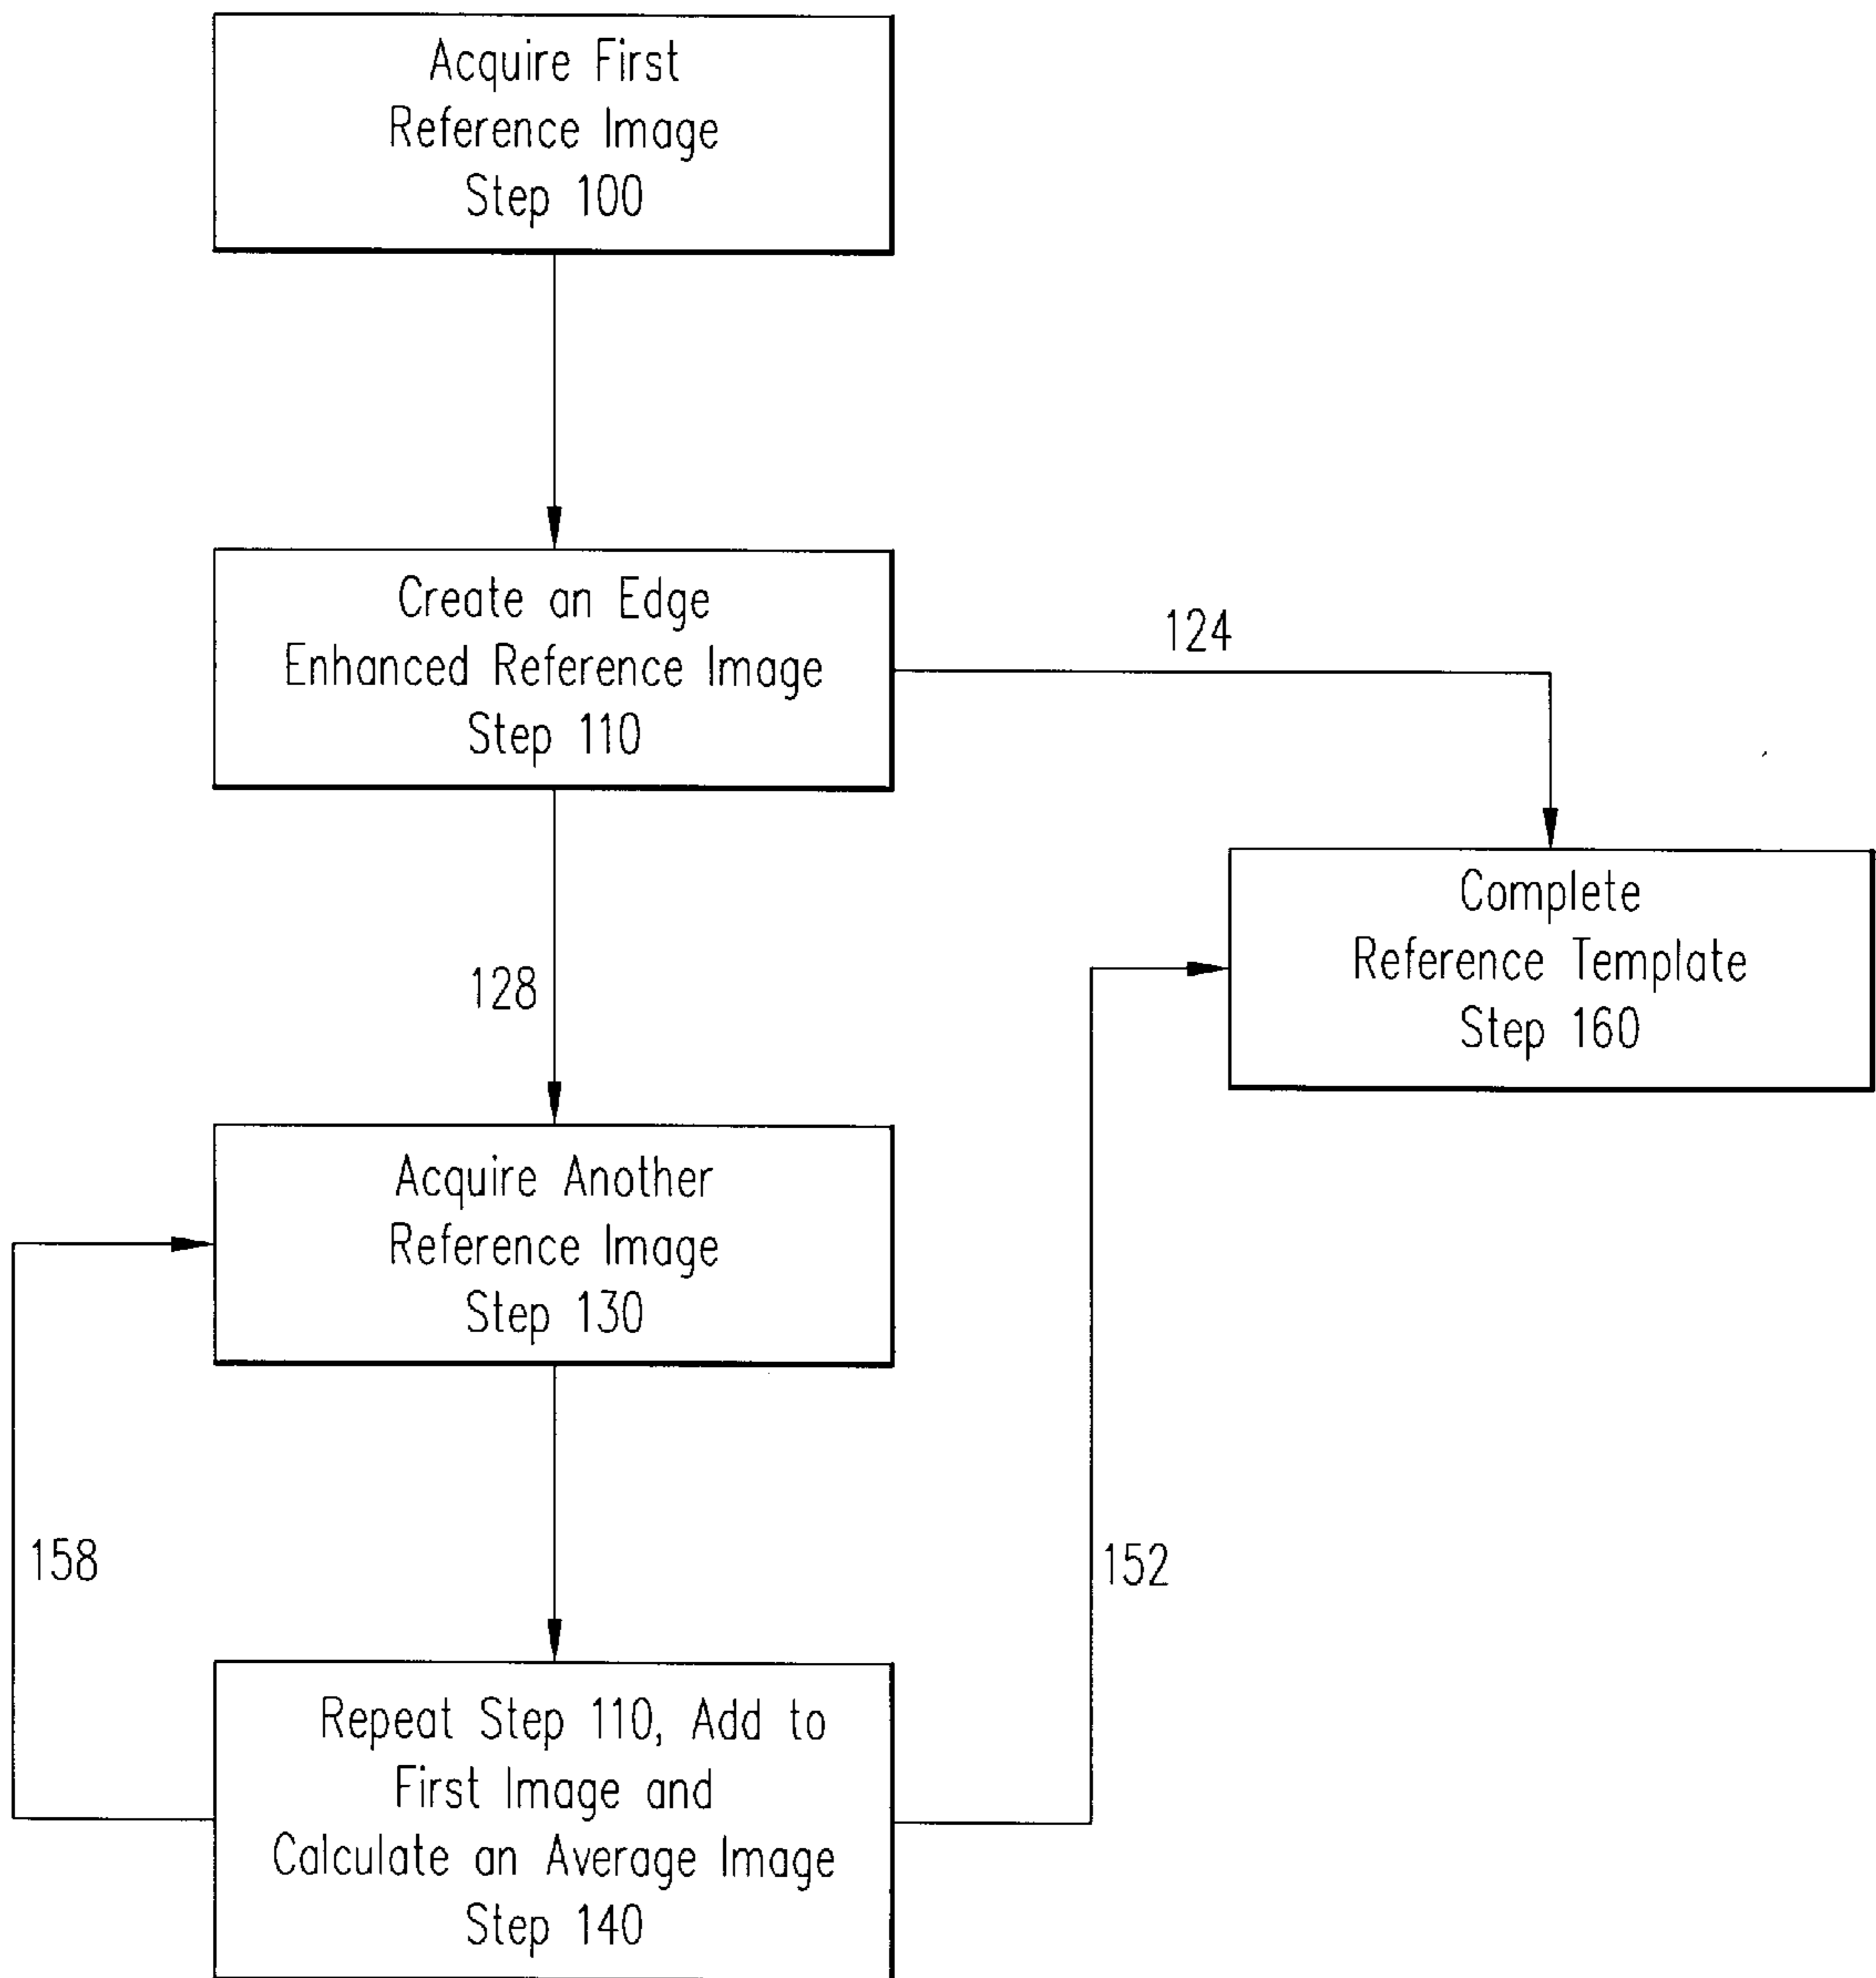 Acquire First
Reference Image
Step 100
Create an Edge
Enhanced Reference Image
Step 110
124
128
Complete
Reference Template
Step 160
Acquire Another
Reference Image
Step 130
158
152
Repeat Step 110, Add to
First Image and
Calculate an Average Image
Step 140